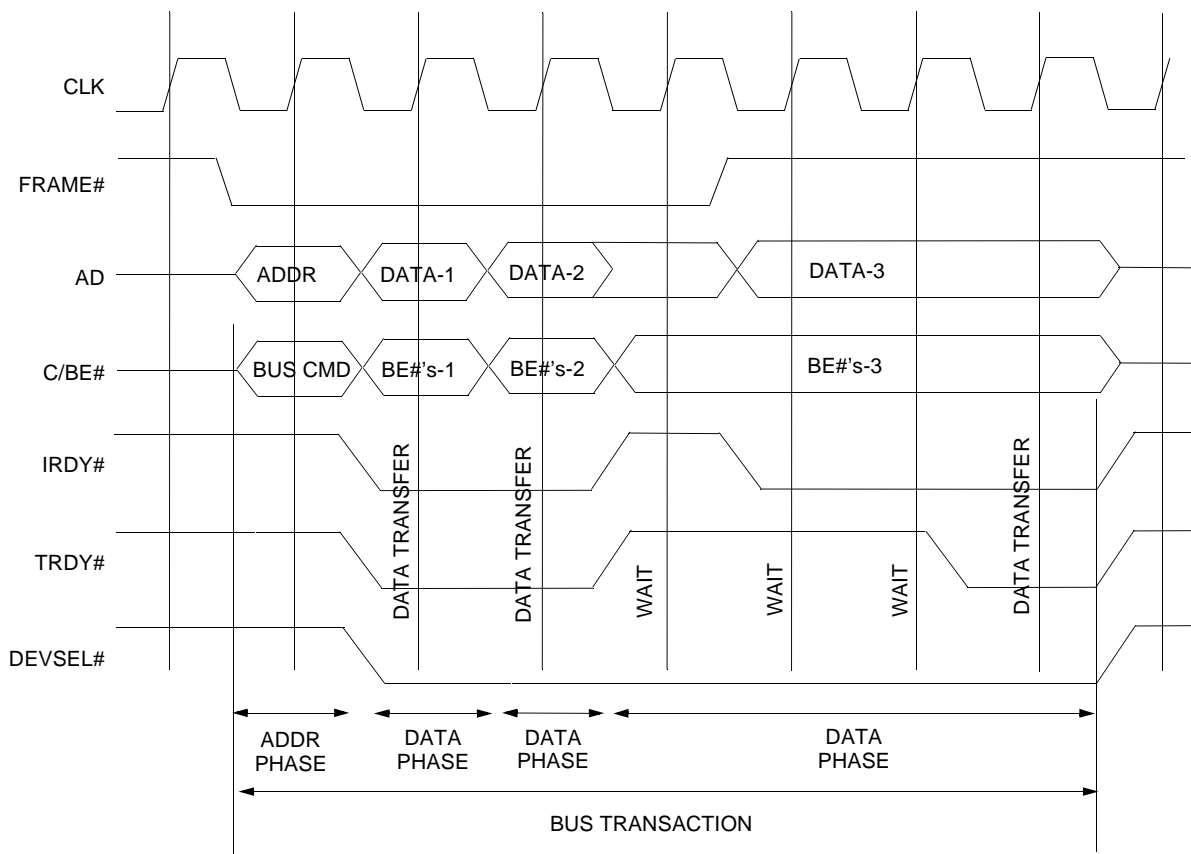 CLK
FRAME#
AD
ADDR
DATA-1
DATA-2
DATA-3
C/BE#
BUS CMD
BE#'s-1
BE#'s-2
BE#'s-3
IRDY#
TRDY#
DATA TRANSFER
DATA TRANSFER
WAIT
WAIT
WAIT
DATA TRANSFER
DEVSEL#
ADDR
PHASE
DATA
PHASE
DATA
PHASE
DATA
PHASE
BUS TRANSACTION